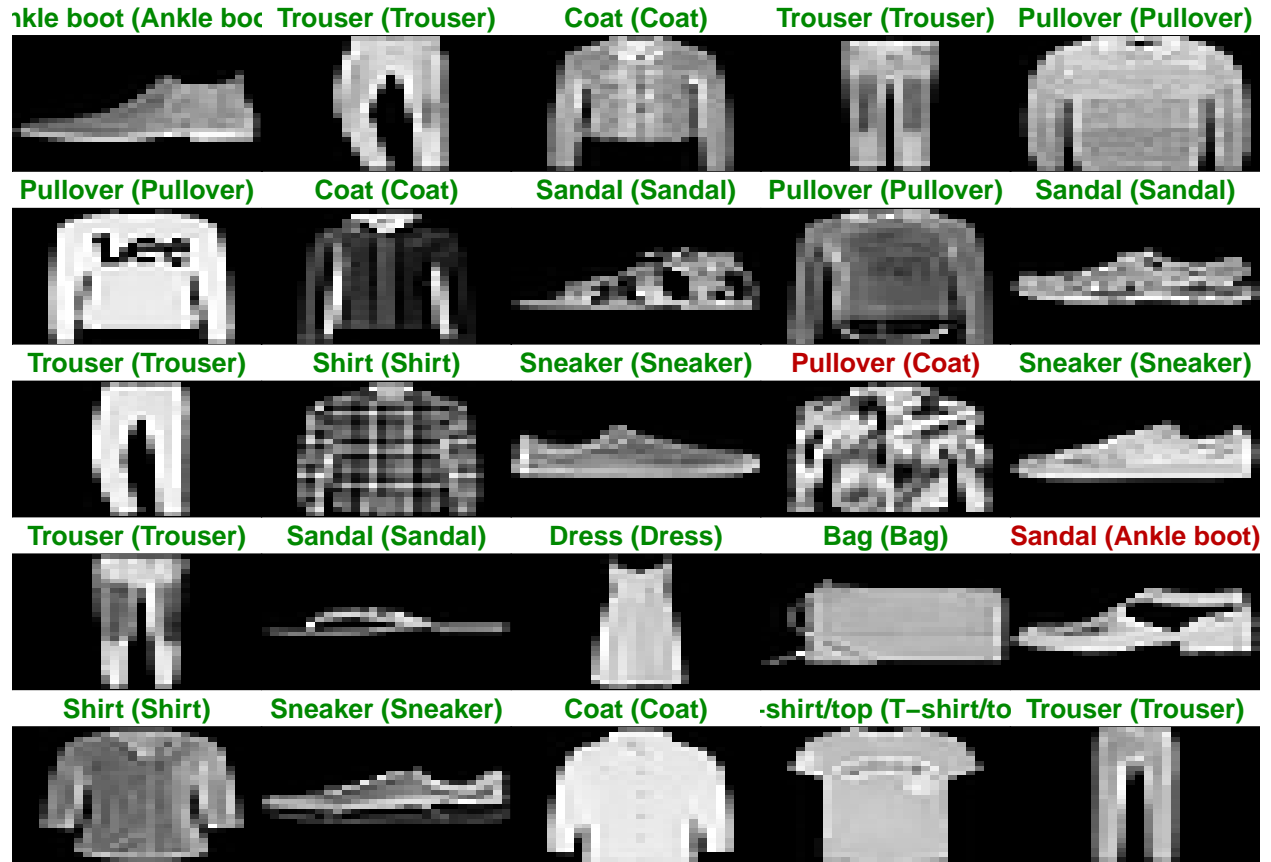 nkle boot (Ankle boo Trouser (Trouser) Coat (Coat) Trouser (Trouser) Pullover (Pullover)
Pullover (Pullover) Coat (Coat) Sandal (Sandal) Pullover (Pullover) Sandal (Sandal)
Lee
Trouser (Trouser) Shirt (Shirt) Sneaker (Sneaker) Pullover (Coat) Sneaker (Sneaker)
Trouser (Trouser) Sandal (Sandal) Dress (Dress) Bag (Bag) Sandal (Ankle boot)
Shirt (Shirt) Sneaker (Sneaker) Coat (Coat) -shirt/top (T−shirt/to Trouser (Trouser)